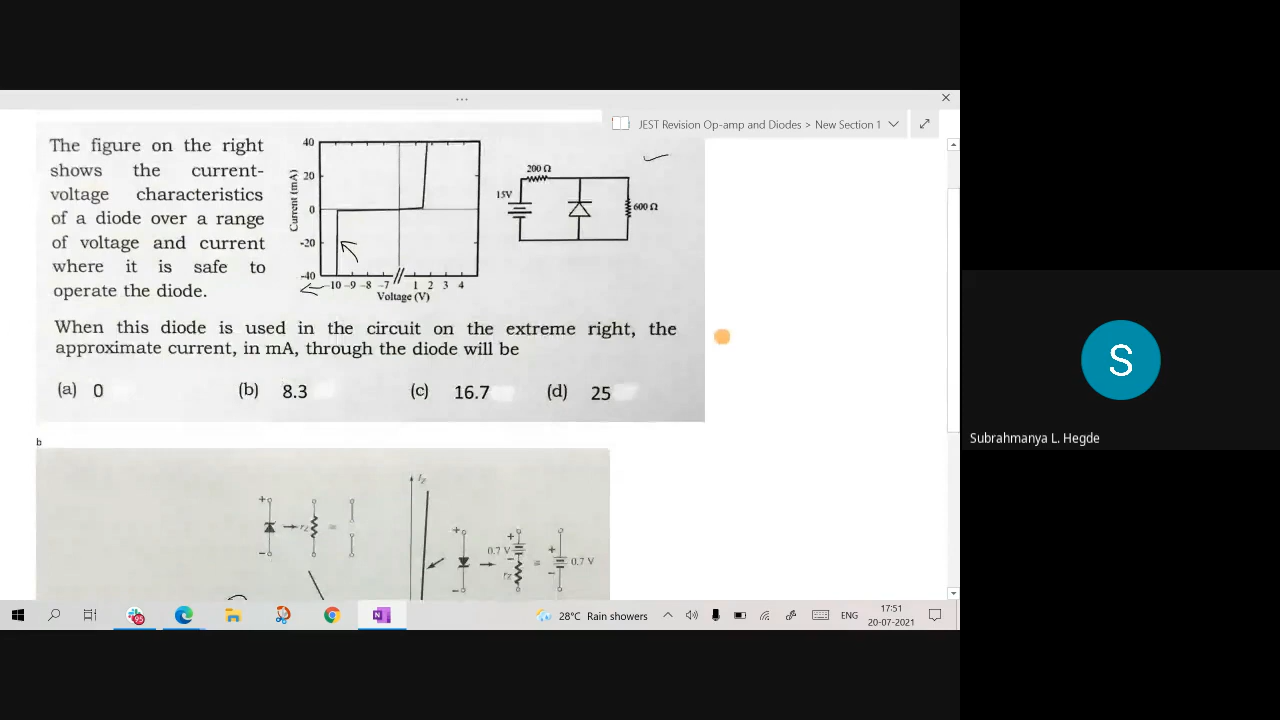 JEST Revision Op-amp and Diodes > New Section 1
The figure on the right
shows the current-
voltage characteristics
of a diode over a range
of voltage and current
where it is safe to
operate the diode.
40
20
0
-20
-40
Current (mA)
-10 -9 -8 -7 1 2 3 4
Voltage (V)
200 Ω
15V
600 Ω
When this diode is used in the circuit on the extreme right, the
approximate current, in mA, through the diode will be
(a) 0 (b) 8.3 (c) 16.7 (d) 25
b
+
-
rZ
=
IZ
+
-
0.7 V
+
-
rZ
=
+
-
0.7 V
Subrahmanya L. Hegde
S
95
28°C Rain showers
ENG
17:51
20-07-2021